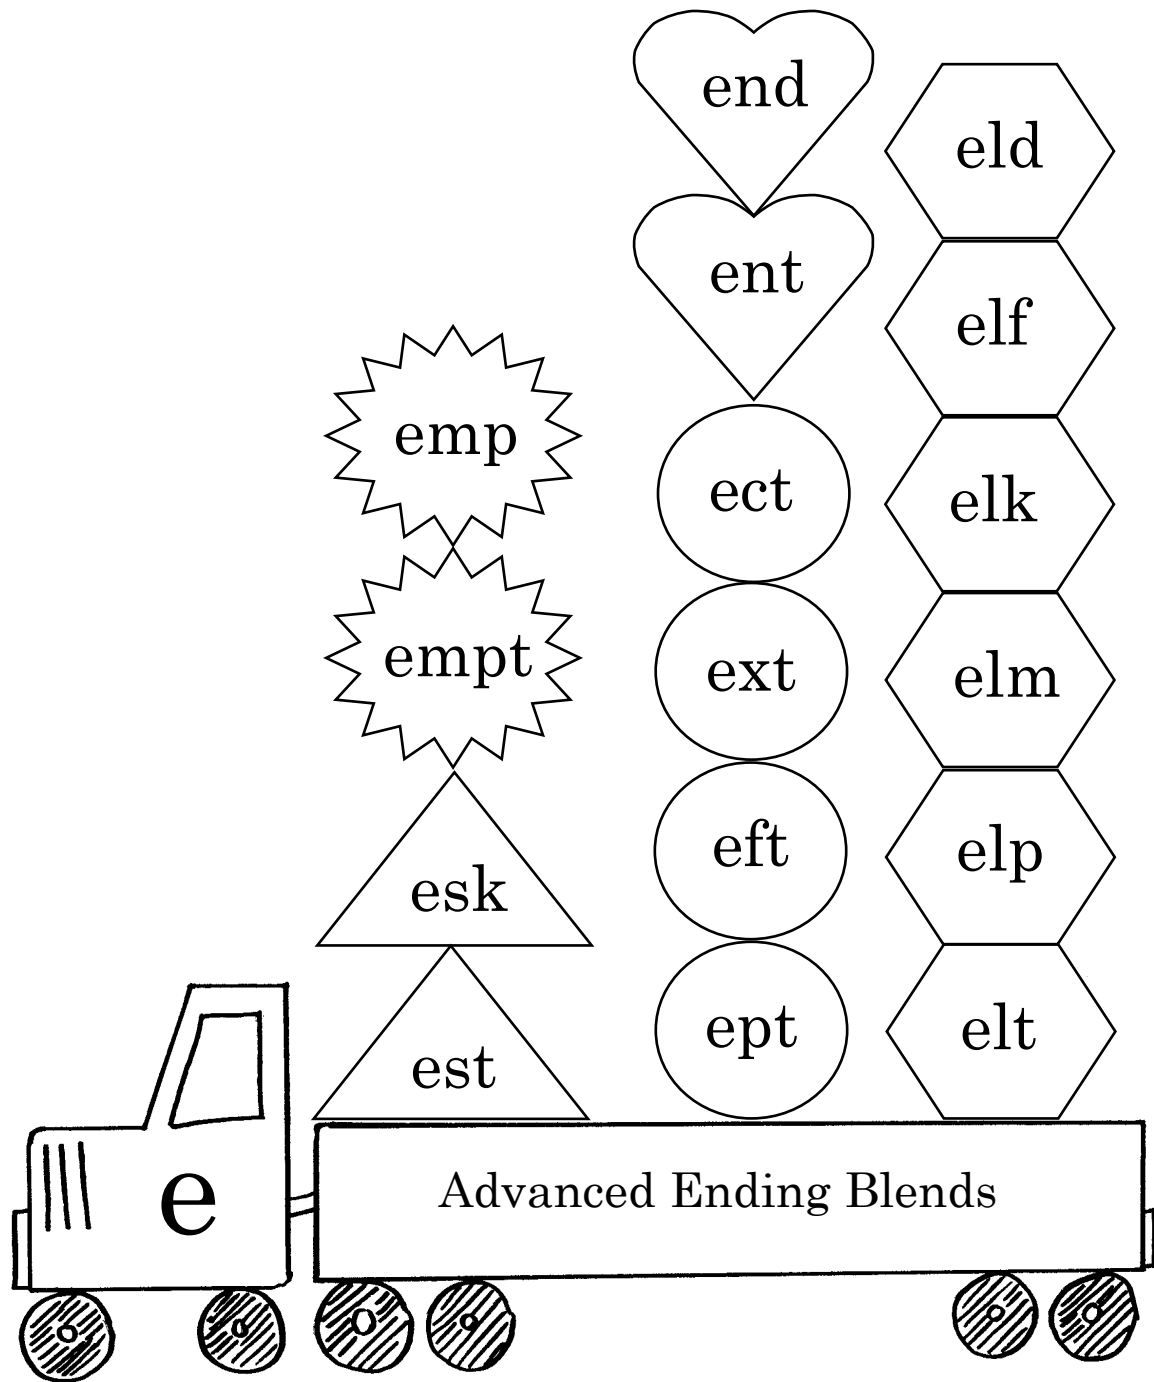 end
eld
ent
elf
emp
ect
elk
empt
ext
elm
esk
eft
elp
est
ept
elt
e
Advanced Ending Blends